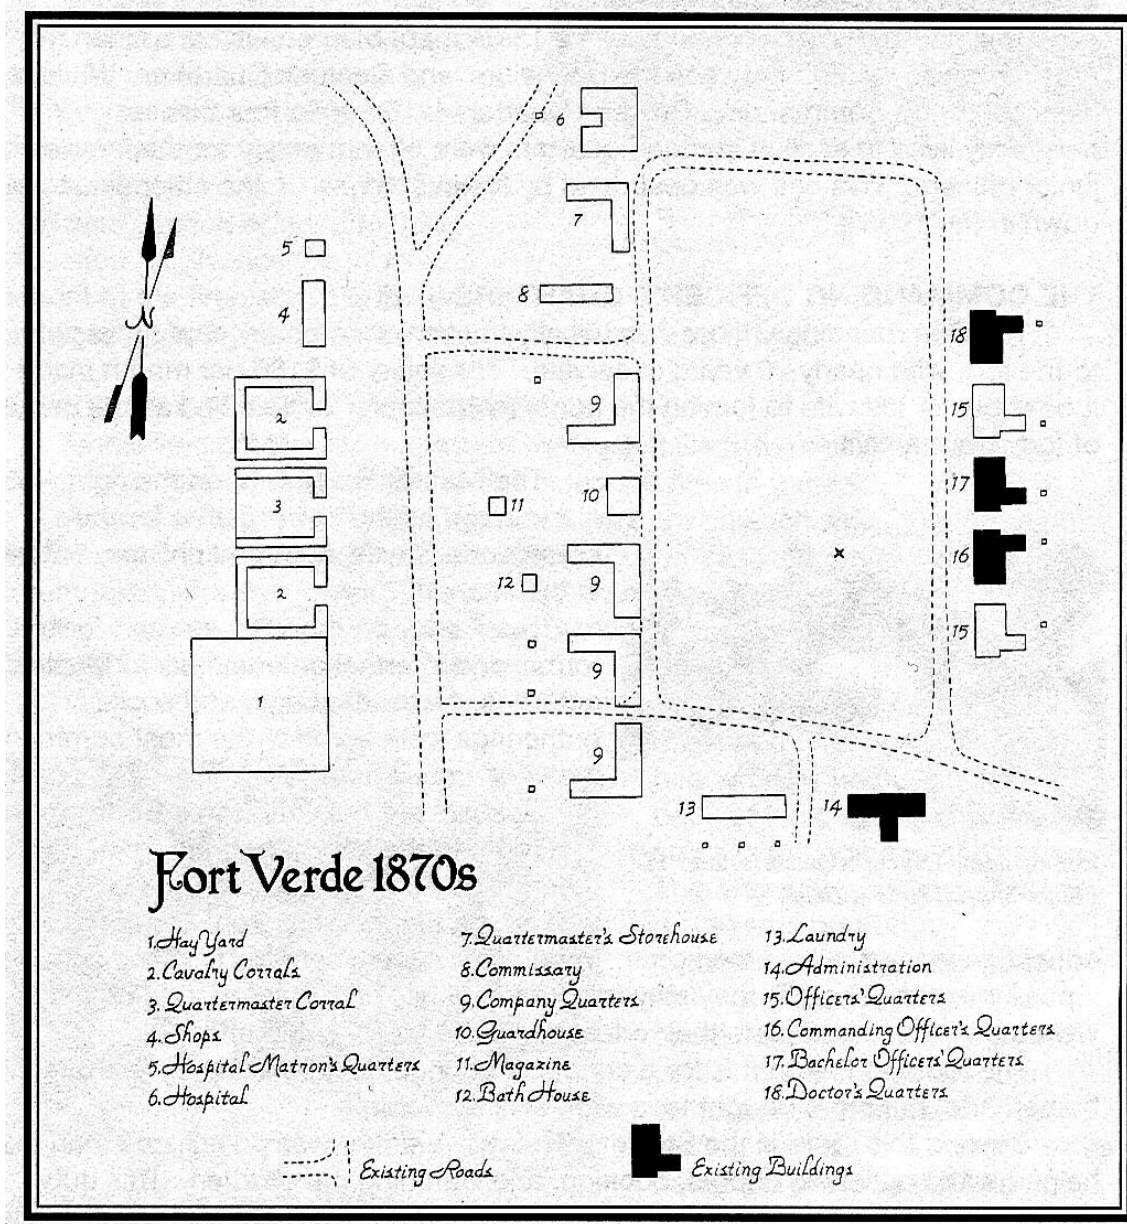 6
7
5
8
4
18
9
15
2
17
10
11
3
16
12
9
2
15
9
1
9
13
14
Fort Verde 1870s
1. Hay Yard
2. Cavalry Corrals
3. Quartermaster Corral
4. Shops
5. Hospital Matron's Quarters
6. Hospital
7. Quartermaster's Storehouse
8. Commissary
9. Company Quarters
10. Guardhouse
11. Magazine
12. Bath House
13. Laundry
14. Administration
15. Officers' Quarters
16. Commanding Officer's Quarters
17. Bachelor Officers' Quarters
18. Doctor's Quarters
N
x
Existing Roads
Existing Buildings